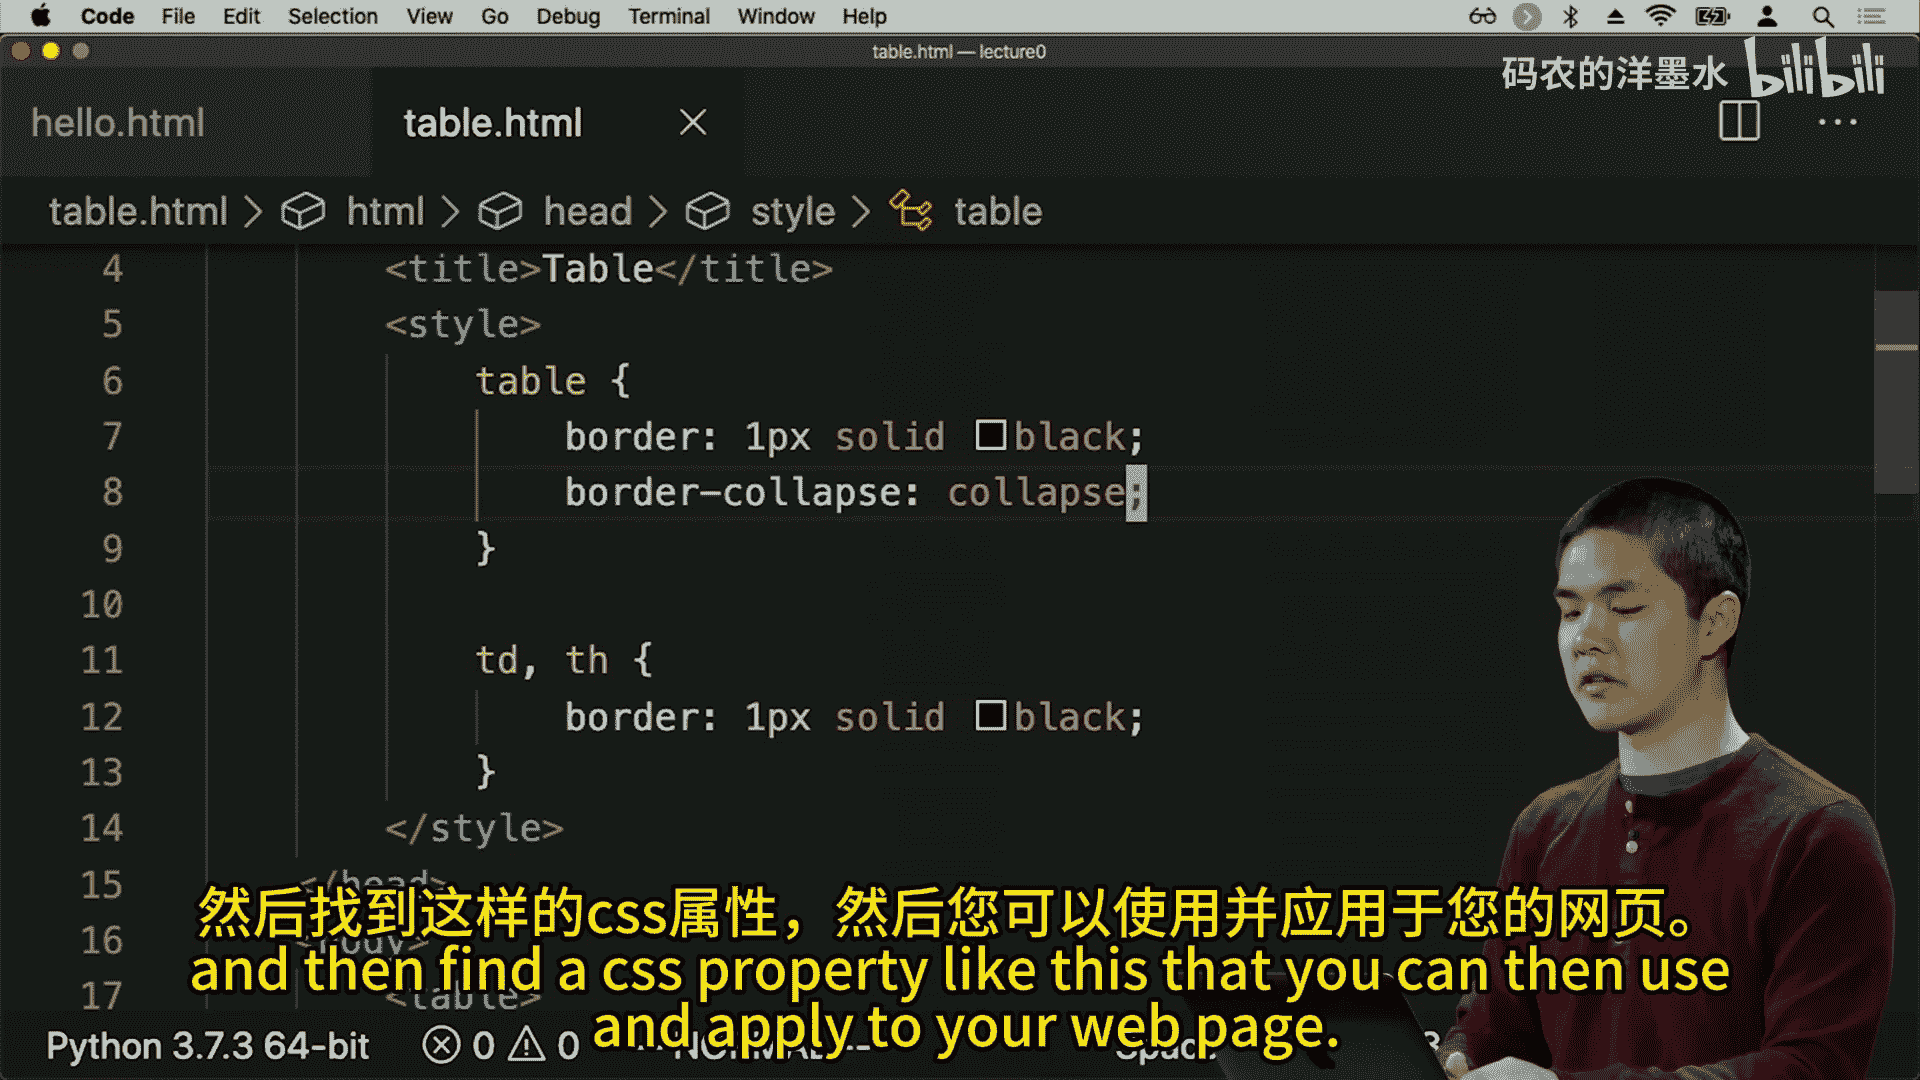 Code File Edit Selection View Go Debug Terminal Window Help
table.html — lecture0
码农的洋墨水 bilibili
hello.html table.html
table.html > html > head > style > table
4 <title>Table</title>
5 <style>
6 table {
7 border: 1px solid black;
8 border-collapse: collapse;
9 }
10
11 td, th {
12 border: 1px solid black;
13 }
14 </style>
15 </head>
16 <body>
17 <table>
然后找到这样的css属性，然后您可以使用并应用于您的网页。
and then find a css property like this that you can then use
and apply to your web page.
Python 3.7.3 64-bit 0 0